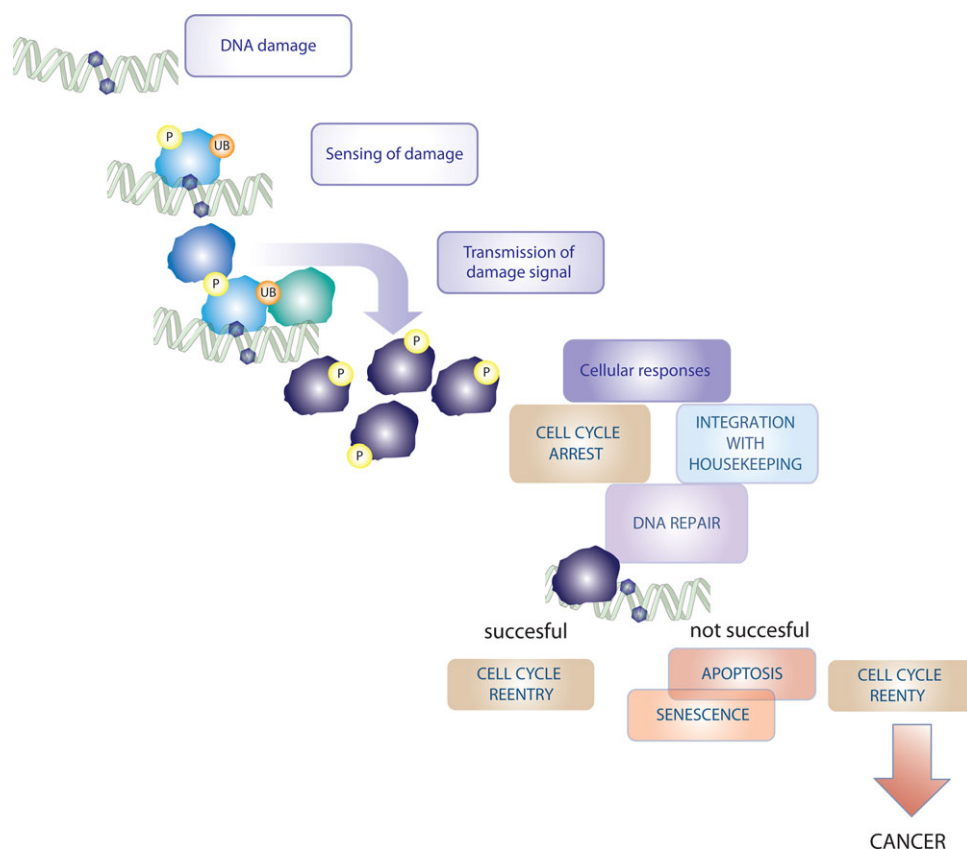 DNA damage
P
UB
Sensing of damage
Transmission of
damage signal
P
UB
P
P
P
P
Cellular responses
CELL CYCLE
ARREST
INTEGRATION
WITH
HOUSEKEEPING
DNA REPAIR
succesful
not succesful
CELL CYCLE
REENTRY
APOPTOSIS
SENESCENCE
CELL CYCLE
REENTY
CANCER